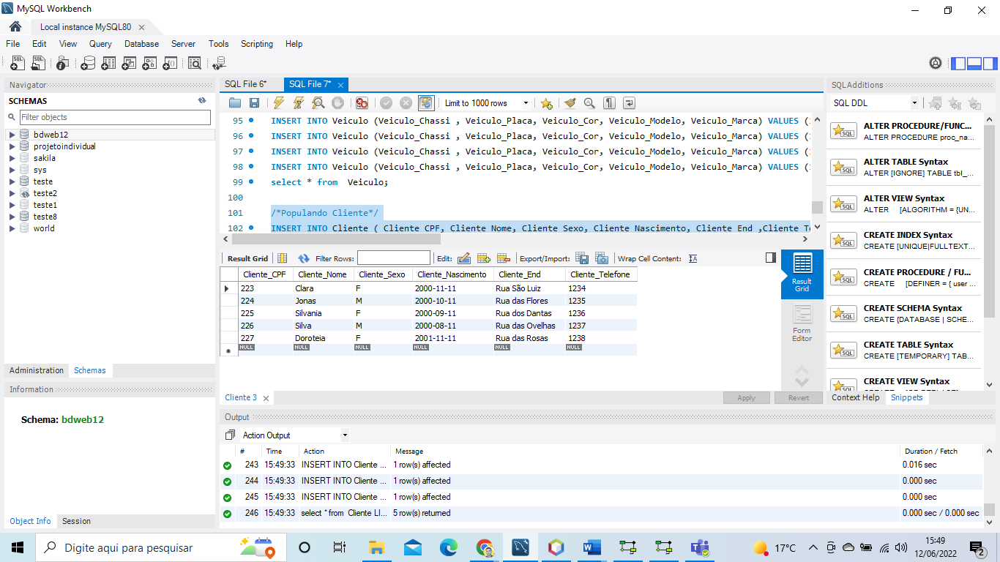 MySQL Workbench
Local instance MySQL80
File Edit View Query Database Server Tools Scripting Help
Navigator
SCHEMAS
Filter objects
bdweb12
projetoindividual
sakila
sys
teste
teste2
teste1
teste8
world
Administration Schemas
Information
Schema: bdweb12
Object Info Session
SQL File 6* SQL File 7*
Limit to 1000 rows
95 INSERT INTO Veiculo (Veiculo_Chassi , Veiculo_Placa, Veiculo_Cor, Veiculo_Modelo, Veiculo_Marca) VALUES (
96 INSERT INTO Veiculo (Veiculo_Chassi , Veiculo_Placa, Veiculo_Cor, Veiculo_Modelo, Veiculo_Marca) VALUES (
97 INSERT INTO Veiculo (Veiculo_Chassi , Veiculo_Placa, Veiculo_Cor, Veiculo_Modelo, Veiculo_Marca) VALUES (
98 INSERT INTO Veiculo (Veiculo_Chassi , Veiculo_Placa, Veiculo_Cor, Veiculo_Modelo, Veiculo_Marca) VALUES (
99 select * from Veiculo;
100
101 /*Populando Cliente*/
102 INSERT INTO Cliente ( Cliente_CPF, Cliente_Nome, Cliente_Sexo, Cliente_Nascimento, Cliente_End ,Cliente_Te
Result Grid Filter Rows: Edit: Export/Import: Wrap Cell Content:
Cliente_CPF Cliente_Nome Cliente_Sexo Cliente_Nascimento Cliente_End Cliente_Telefone
223 Clara F 2000-11-11 Rua São Luiz 1234
224 Jonas M 2000-10-11 Rua das Flores 1235
225 Silvania F 2000-09-11 Rua dos Dantas 1236
226 Silva M 2000-08-11 Rua das Ovelhas 1237
227 Doroteia F 2001-11-11 Rua das Rosas 1238
NULL NULL NULL NULL NULL NULL
Result
Grid
Form
Editor
Cliente 3 Apply Revert
Output
Action Output
# Time Action Message Duration / Fetch
243 15:49:33 INSERT INTO Cliente ... 1 row(s) affected 0.016 sec
244 15:49:33 INSERT INTO Cliente ... 1 row(s) affected 0.000 sec
245 15:49:33 INSERT INTO Cliente ... 1 row(s) affected 0.000 sec
246 15:49:33 select * from Cliente LI... 5 row(s) returned 0.000 sec / 0.000 sec
SQLAdditions
SQL DDL
SQL ALTER PROCEDURE/FUNC...
ALTER PROCEDURE proc_na...
SQL ALTER TABLE Syntax
ALTER [IGNORE] TABLE tbl_...
SQL ALTER VIEW Syntax
ALTER [ALGORITHM = {UN...
SQL CREATE INDEX Syntax
CREATE [UNIQUE|FULLTEXT...
SQL CREATE PROCEDURE / FU...
CREATE [DEFINER = { user ...
SQL CREATE SCHEMA Syntax
CREATE {DATABASE | SCHE...
SQL CREATE TABLE Syntax
CREATE [TEMPORARY] TAB...
SQL CREATE VIEW Syntax
Context Help Snippets
Digite aqui para pesquisar
17°C
15:49
12/06/2022
2